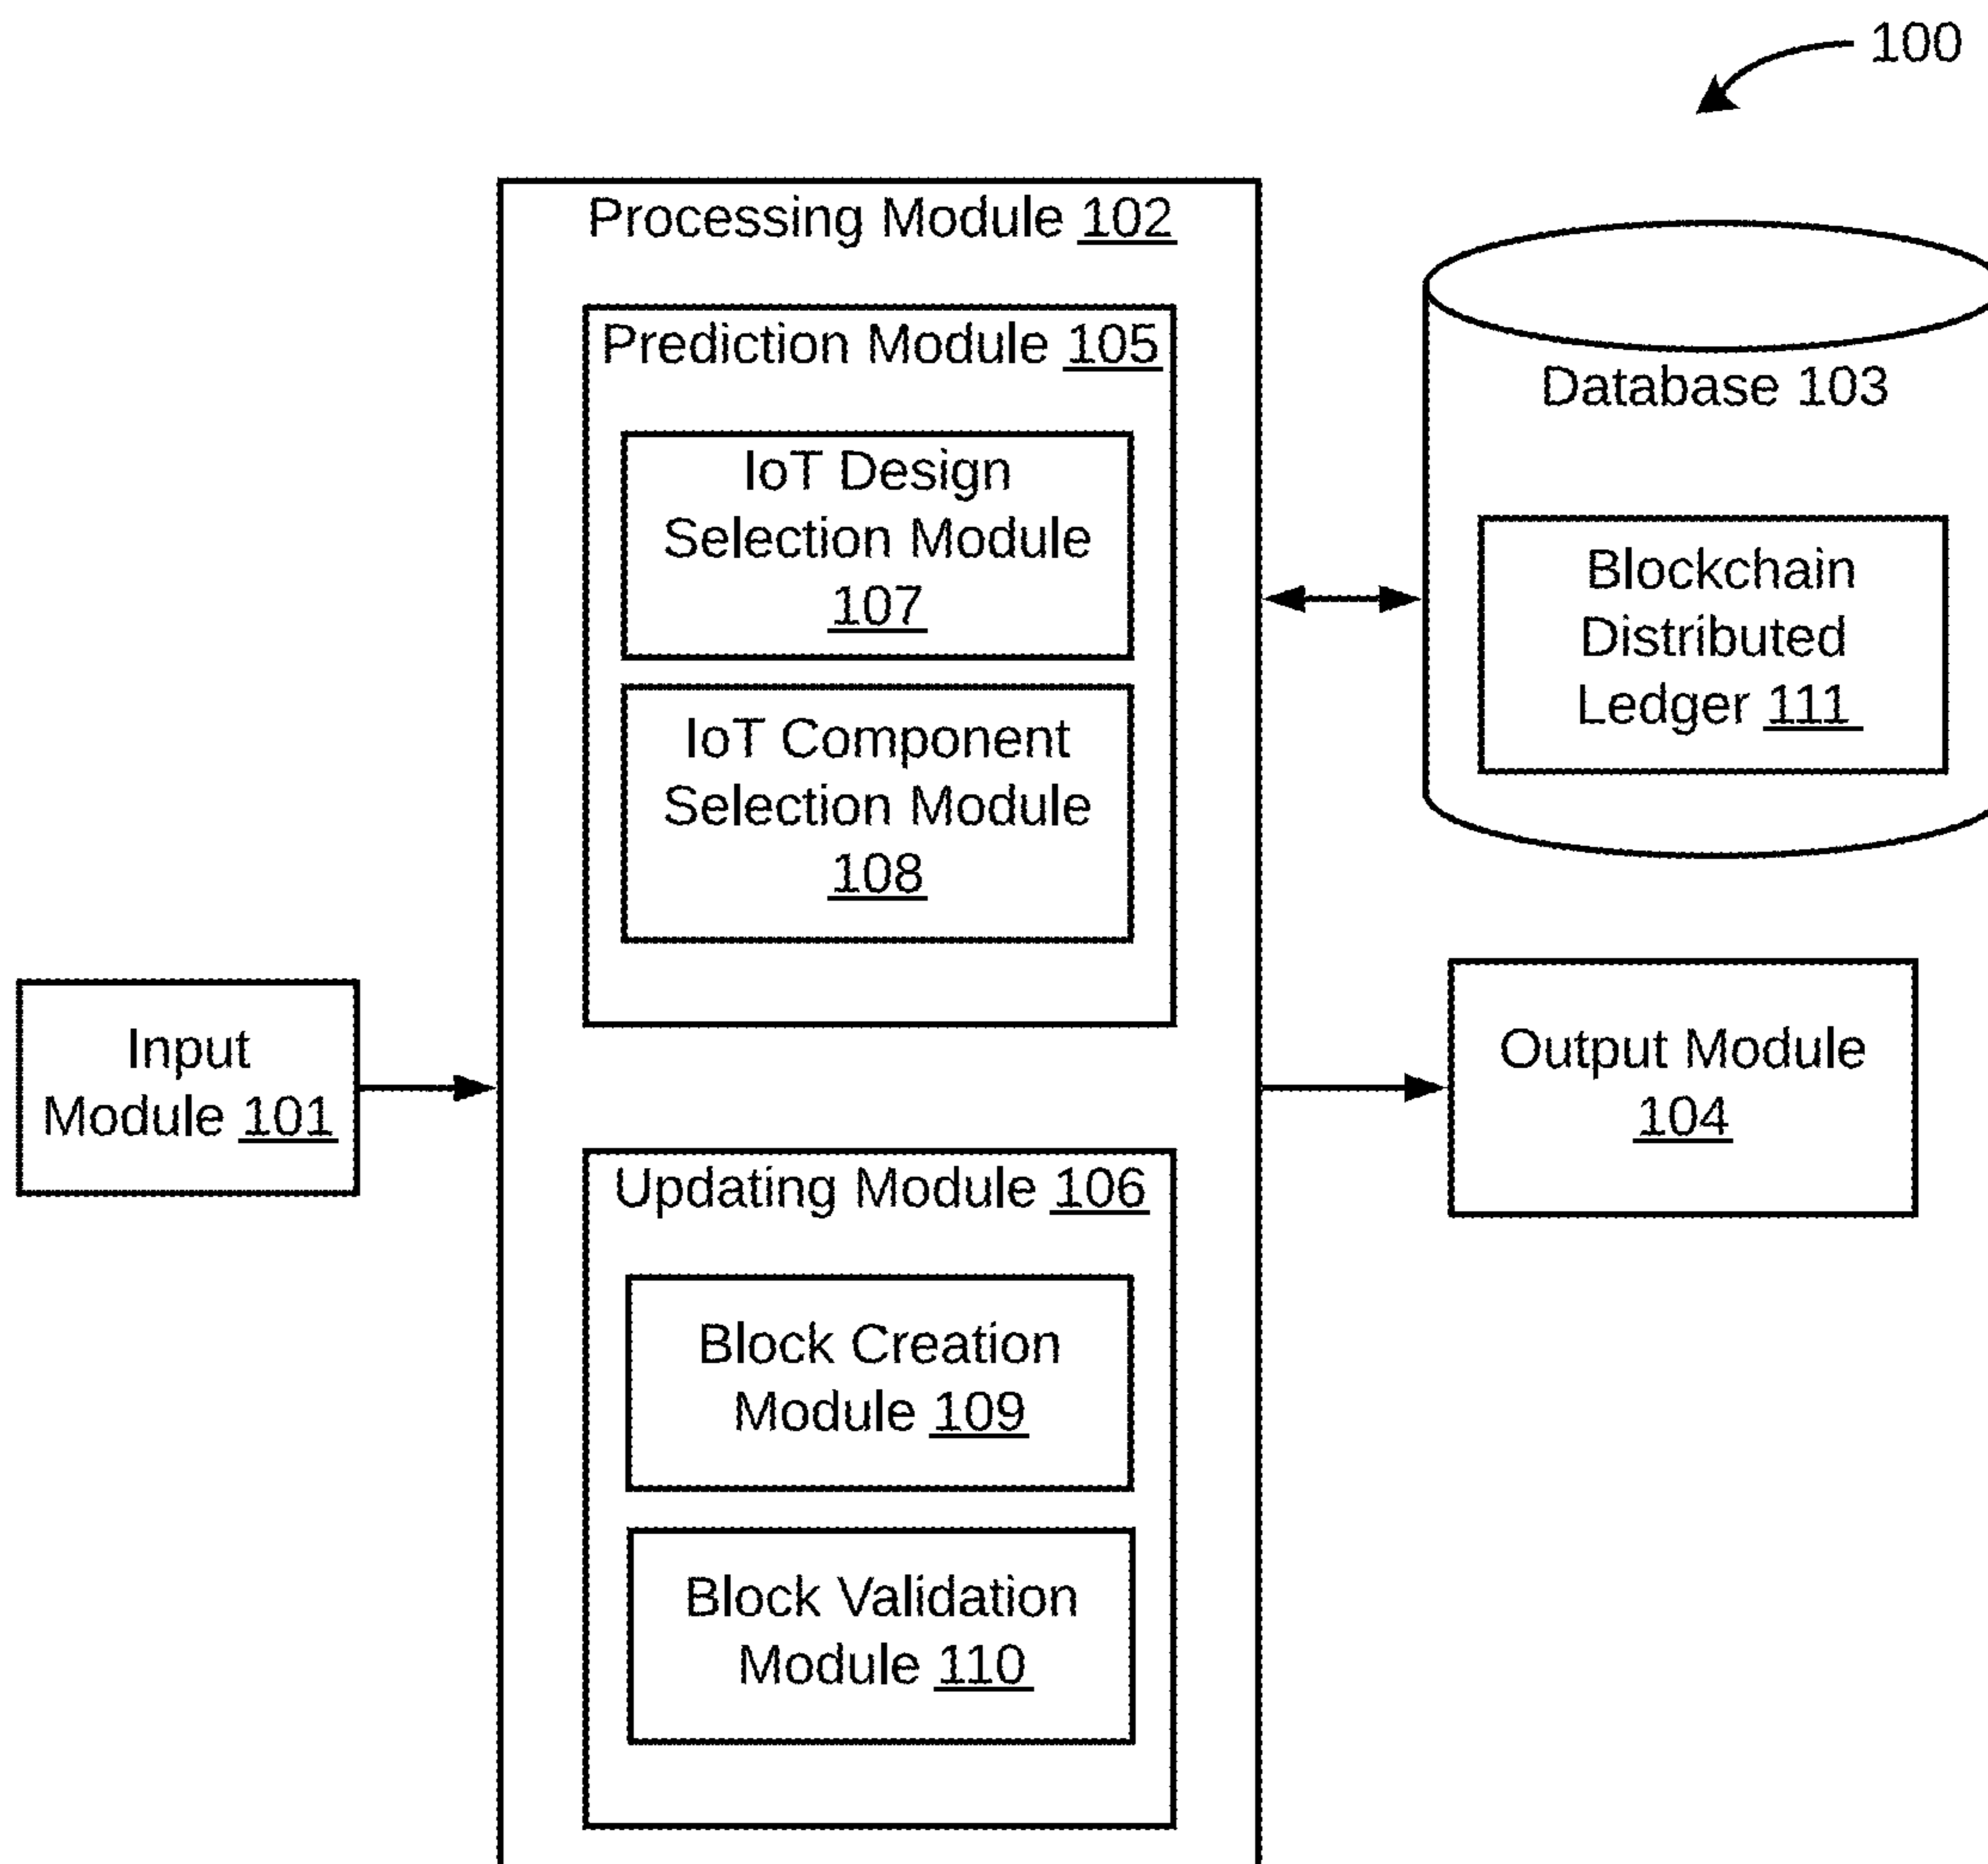 100
Processing Module 102
Prediction Module 105
IoT Design
Selection Module
107
IoT Component
Selection Module
108
Database 103
Blockchain
Distributed
Ledger 111
Input
Module 101
Output Module
104
Updating Module 106
Block Creation
Module 109
Block Validation
Module 110